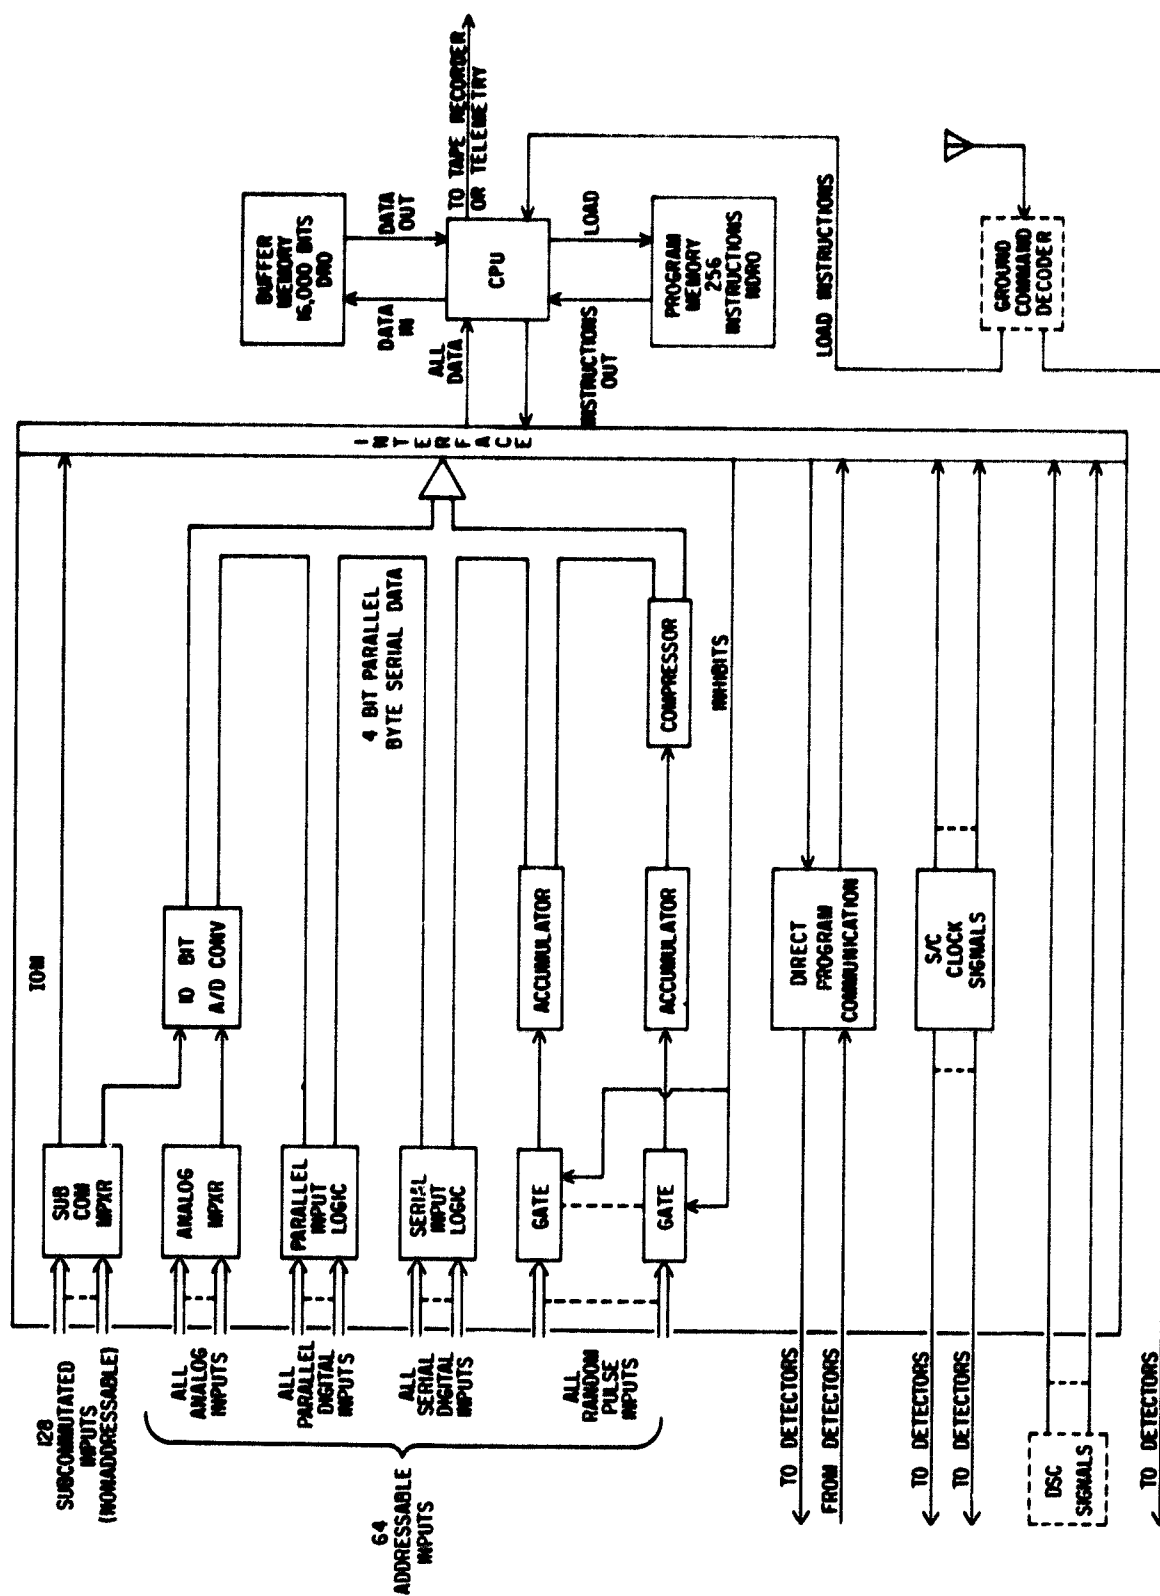 128
SUBCOMMUTATED
INPUTS
(NONADDRESSABLE)
64
ADDRESSABLE
INPUTS
ALL
ANALOG
INPUTS
ALL
PARALLEL
DIGITAL
INPUTS
ALL
SERIAL
DIGITAL
INPUTS
ALL
RANDOM
PULSE
INPUTS
TO DETECTORS
FROM DETECTORS
TO DETECTORS
TO DETECTORS
DSC
SIGNALS
TO DETECTORS
SUB
COM
MPXR
ANALOG
MPXR
PARALLEL
INPUT
LOGIC
SERIAL
INPUT
LOGIC
GATE
GATE
IOM
10 BIT
A/D CONV
ACCUMULATOR
ACCUMULATOR
DIRECT
PROGRAM
COMMUNICATION
S/C
CLOCK
SIGNALS
4 BIT PARALLEL
BYTE SERIAL DATA
COMPRESSOR
INHIBITS
INTERFACE
ALL
DATA
INSTRUCTIONS
OUT
DATA
IN
DATA
OUT
BUFFER
MEMORY
16,000 BITS
DRO
CPU
LOAD
PROGRAM
MEMORY
256
INSTRUCTIONS
NDRO
TO TAPE RECORDER
OR TELEMETRY
LOAD INSTRUCTIONS
GROUND
COMMAND
DECODER